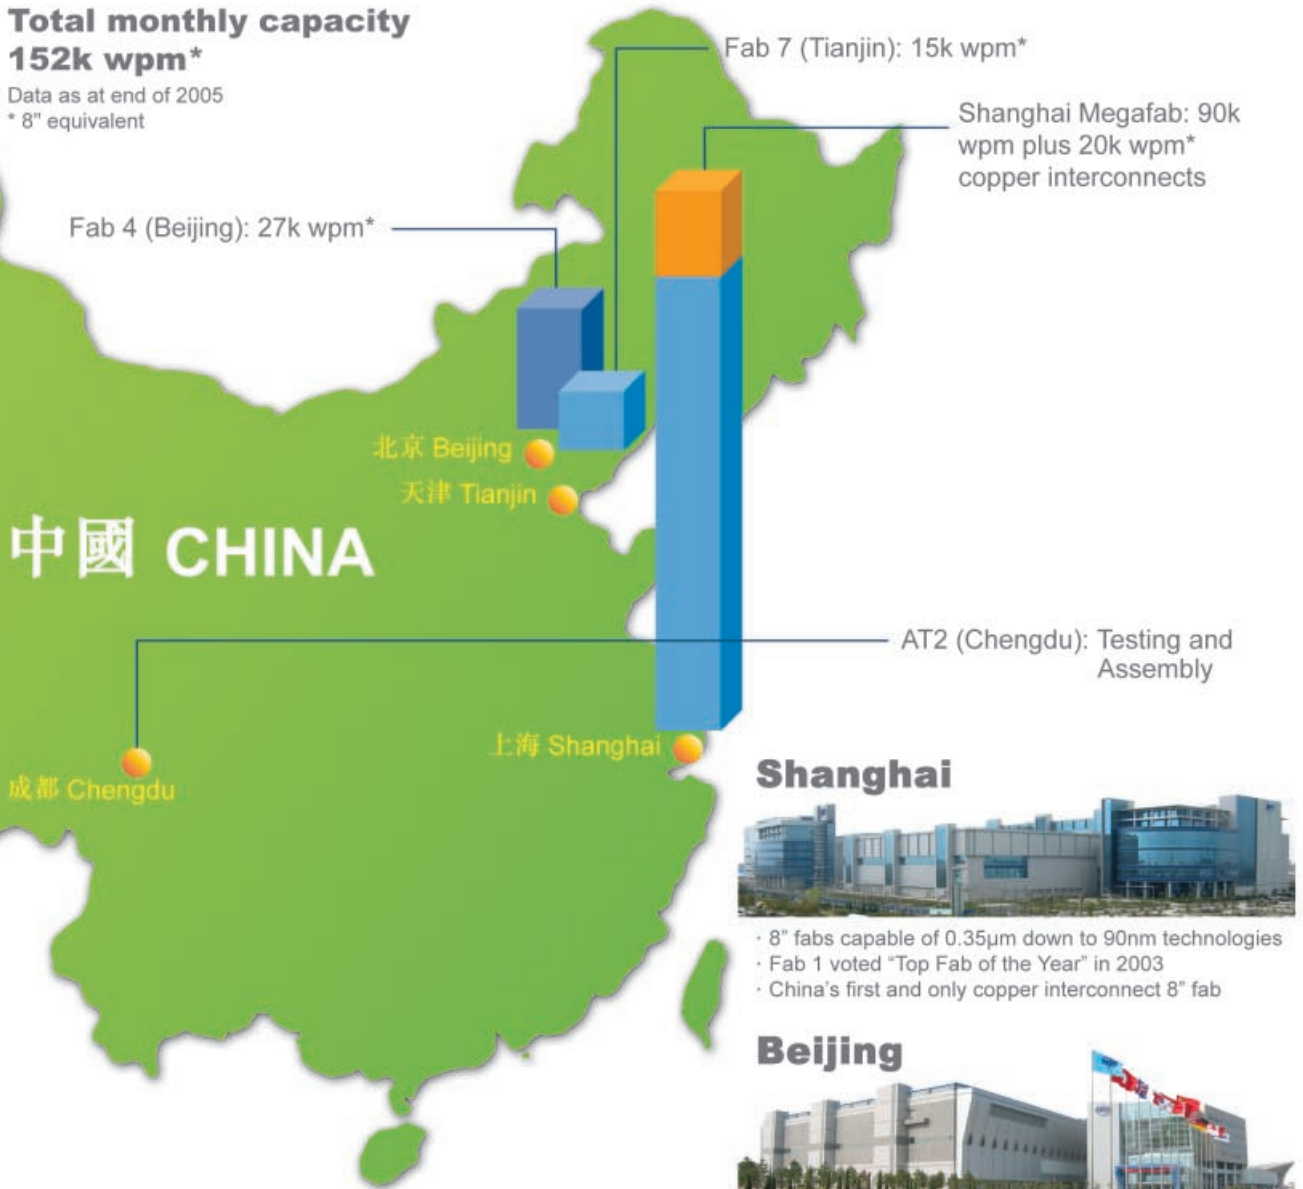 Total monthly capacity
152k wpm*
Data as at end of 2005
* 8" equivalent
Fab 7 (Tianjin): 15k wpm*
Shanghai Megafab: 90k
wpm plus 20k wpm*
copper interconnects
Fab 4 (Beijing): 27k wpm*
北京 Beijing
天津 Tianjin
中國 CHINA
AT2 (Chengdu): Testing and
Assembly
上海 Shanghai
成都 Chengdu
Shanghai
· 8” fabs capable of 0.35µm down to 90nm technologies
· Fab 1 voted “Top Fab of the Year” in 2003
· China’s first and only copper interconnect 8” fab
Beijing